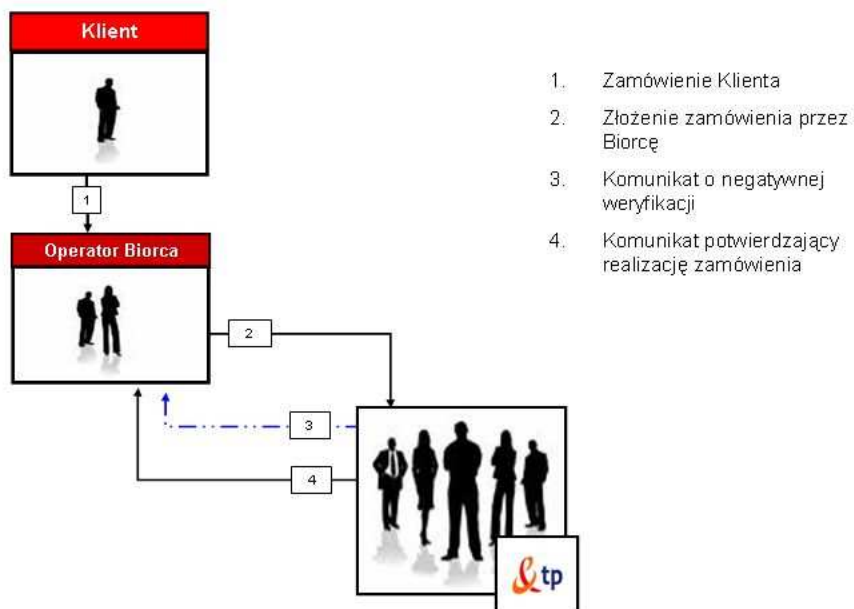 Klient
1
Operator Biorca
2
3
4
&tp
1. Zamówienie Klienta
2. Złożenie zamówienia przez
Biorcę
3. Komunikat o negatywnej
weryfikacji
4. Komunikat potwierdzający
realizację zamówienia